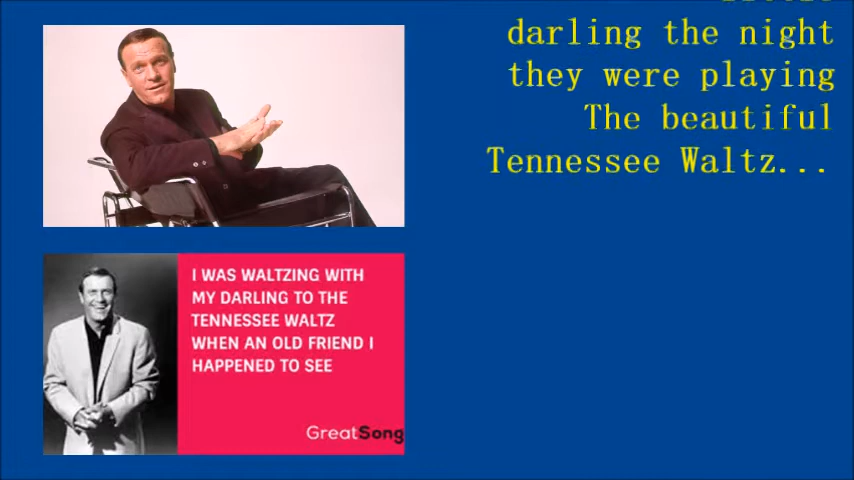 darling the night
they were playing
The beautiful
Tennessee Waltz...
I WAS WALTZING WITH
MY DARLING TO THE
TENNESSEE WALTZ
WHEN AN OLD FRIEND I
HAPPENED TO SEE
GreatSong